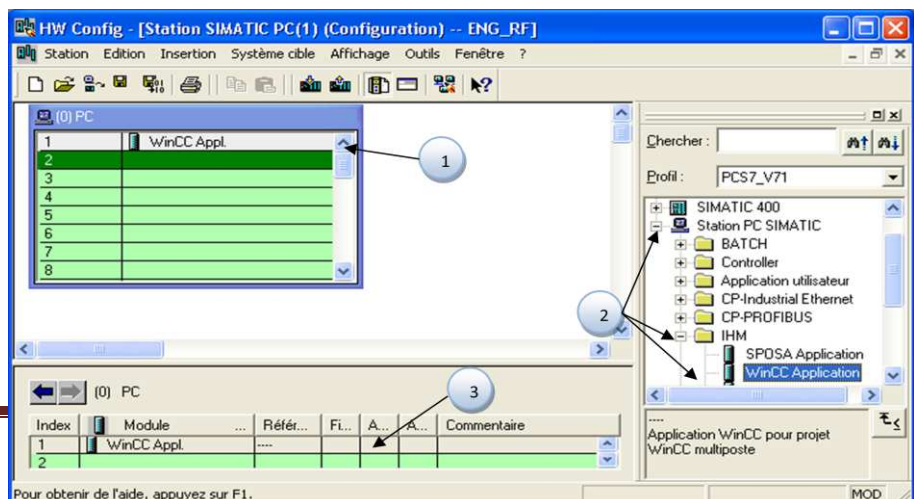 HW Config - [Station SIMATIC PC(1) (Configuration) -- ENG_RF]
Station Edition Insertion Système cible Affichage Outils Fenêtre ?
(0) PC
1 WinCC Appl.
2
3
4
5
6
7
8
1
Chercher :
Profil : PCS7_V71
SIMATIC 400
Station PC SIMATIC
BATCH
Controller
Application utilisateur
CP-Industrial Ethernet
CP-PROFIBUS
IHM
SPOSA Application
WinCC Application
2
----
Application WinCC pour projet
WinCC multiposte
(0) PC
3
Index Module ... Référ... Fi... A... A... Commentaire
1 WinCC Appl. ----
2
Pour obtenir de l'aide, appuyez sur F1.
MOD